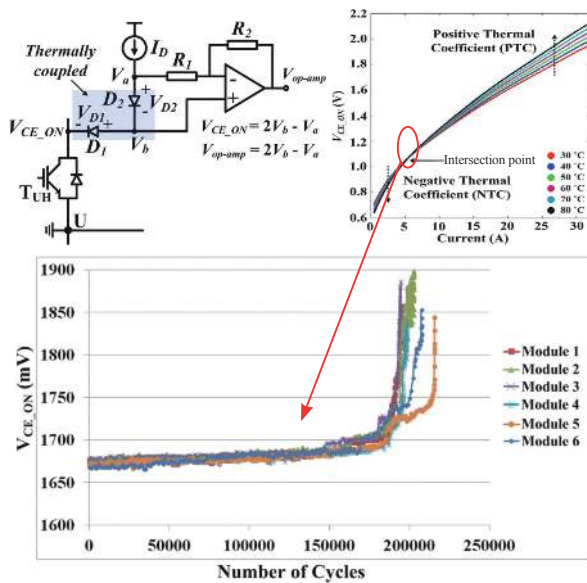 Thermally
coupled
I_D
R_1
R_2
V_a
V_op-amp
D_2
V_D2
V_D1
V_CE_ON
D_1
V_b
V_CE_ON = 2V_b - V_a
V_op-amp = 2V_b - V_a
T_UH
U
2.2
2.0
1.8
1.6
1.4
1.2
1.0
0.8
0.6
V_CE_ON (V)
Positive Thermal
Coefficient (PTC)
Intersection point
Negative Thermal
Coefficient (NTC)
30 °C
40 °C
50 °C
60 °C
70 °C
80 °C
0 5 10 15 20 25 30
Current (A)
1900
1850
1800
1750
1700
1650
1600
V_CE_ON (mV)
Module 1
Module 2
Module 3
Module 4
Module 5
Module 6
0 50000 100000 150000 200000 250000
Number of Cycles